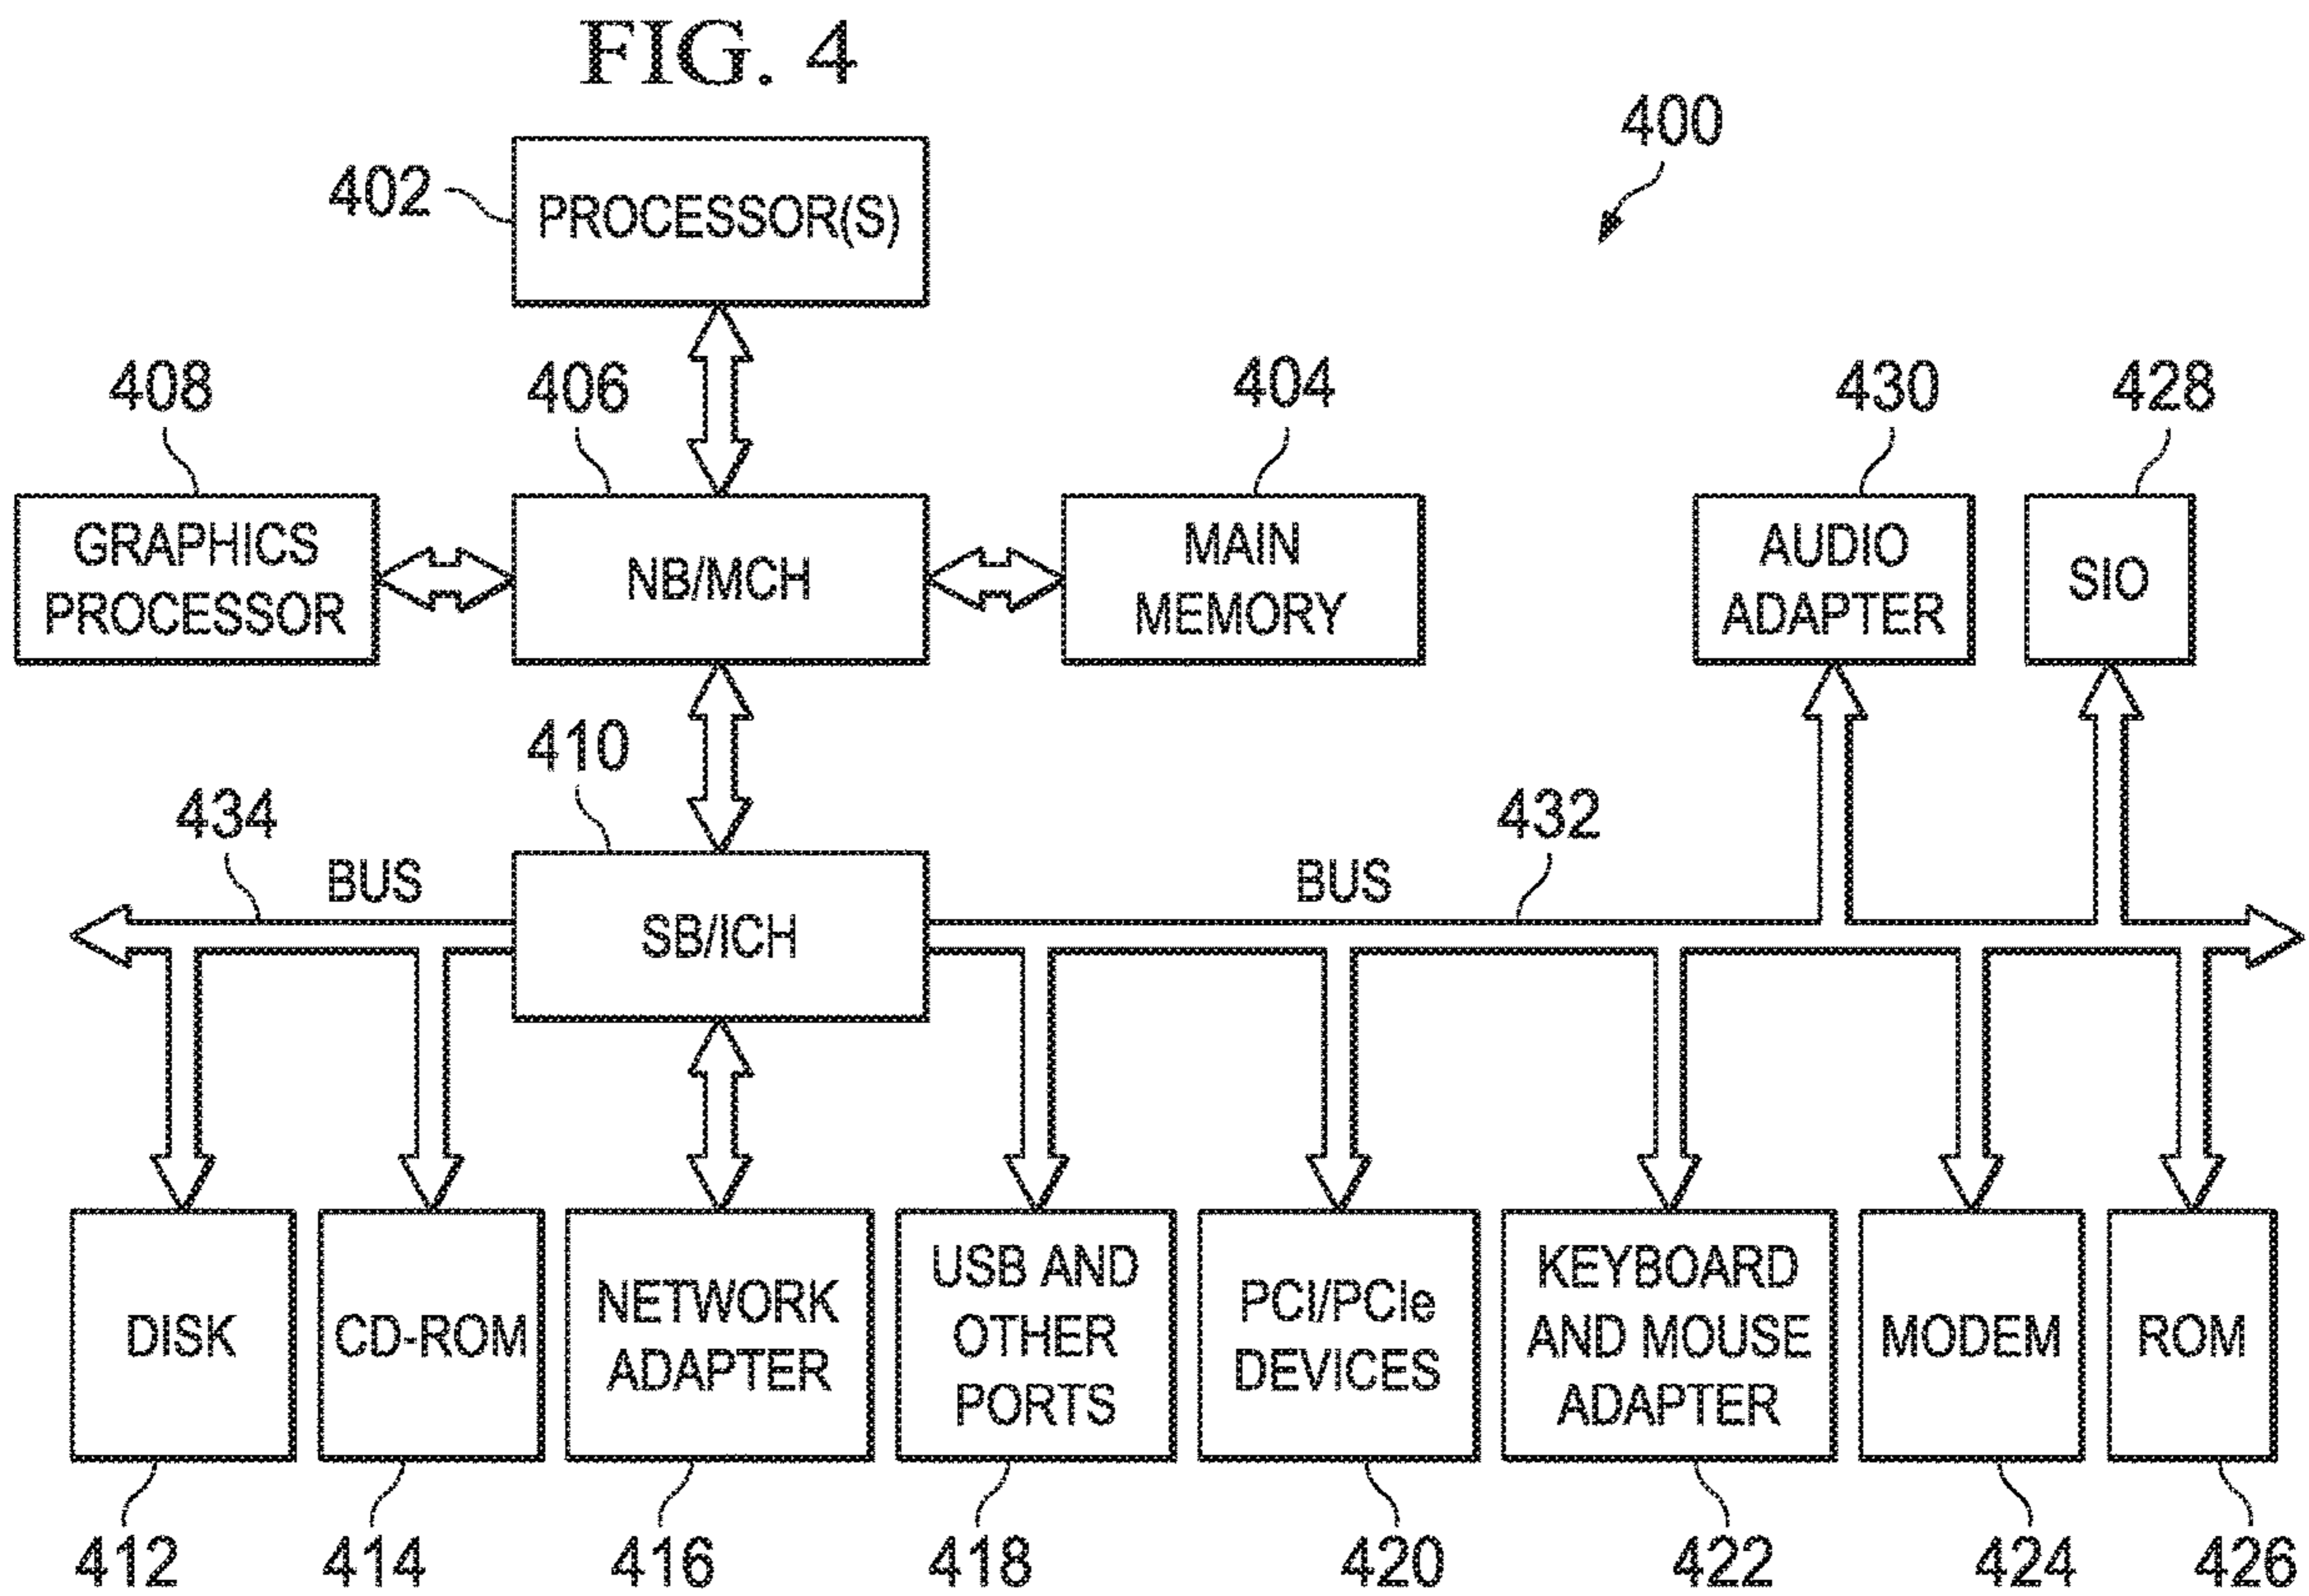 FIG. 4
400
402
PROCESSOR(S)
408
406
404
430
428
GRAPHICS
PROCESSOR
NB/MCH
MAIN
MEMORY
AUDIO
ADAPTER
SIO
410
434
432
BUS
BUS
SB/ICH
DISK
CD-ROM
NETWORK
ADAPTER
USB AND
OTHER
PORTS
PCI/PCIe
DEVICES
KEYBOARD
AND MOUSE
ADAPTER
MODEM
ROM
412
414
416
418
420
422
424
426